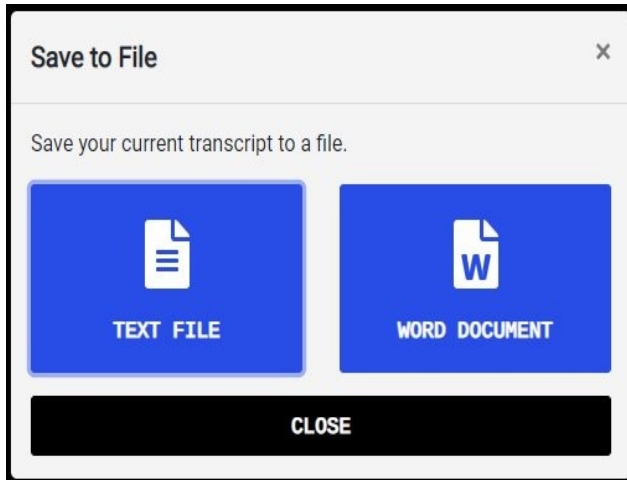 Save to File
×
Save your current transcript to a file.
W
TEXT FILE
WORD DOCUMENT
CLOSE